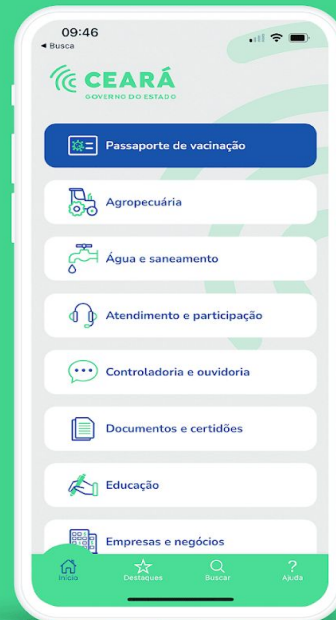 09:46
◄ Busca
CEARÁ
GOVERNO DO ESTADO
Passaporte de vacinação
Agropecuária
Água e saneamento
Atendimento e participação
Controladoria e ouvidoria
Documentos e certidões
Educação
Empresas e negócios
Início
Destaques
Buscar
? Ajuda